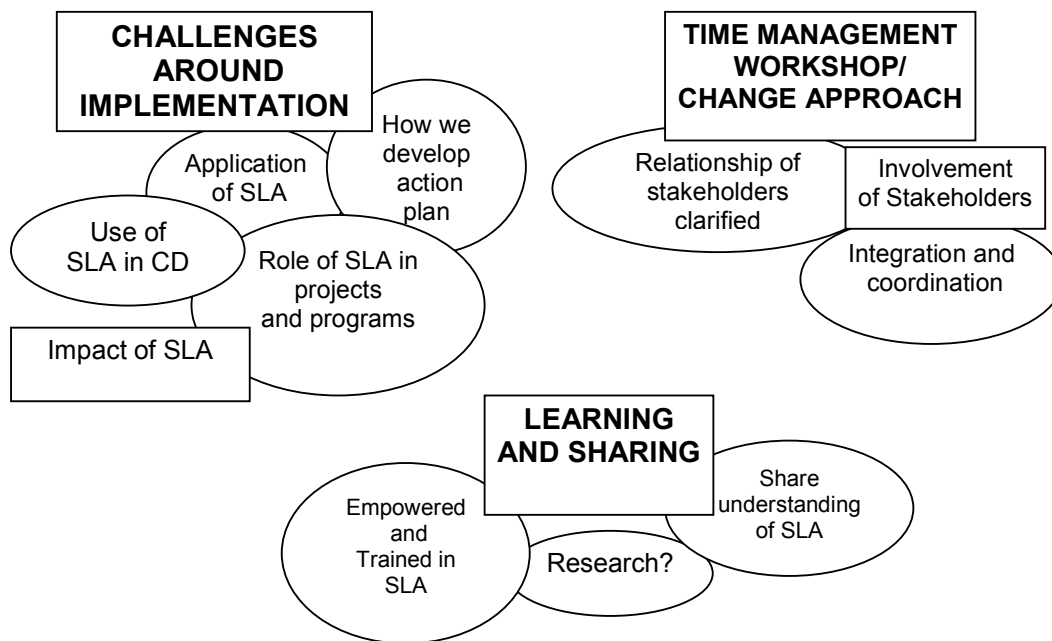 CHALLENGES
AROUND
IMPLEMENTATION
How we
develop
action
plan
Application
of SLA
Use of
SLA in CD
Role of SLA in
projects
and programs
Impact of SLA
TIME MANAGEMENT
WORKSHOP/
CHANGE APPROACH
Relationship of
stakeholders
clarified
Involvement
of Stakeholders
Integration and
coordination
LEARNING
AND SHARING
Empowered
and
Trained in
SLA
Research?
Share
understanding
of SLA